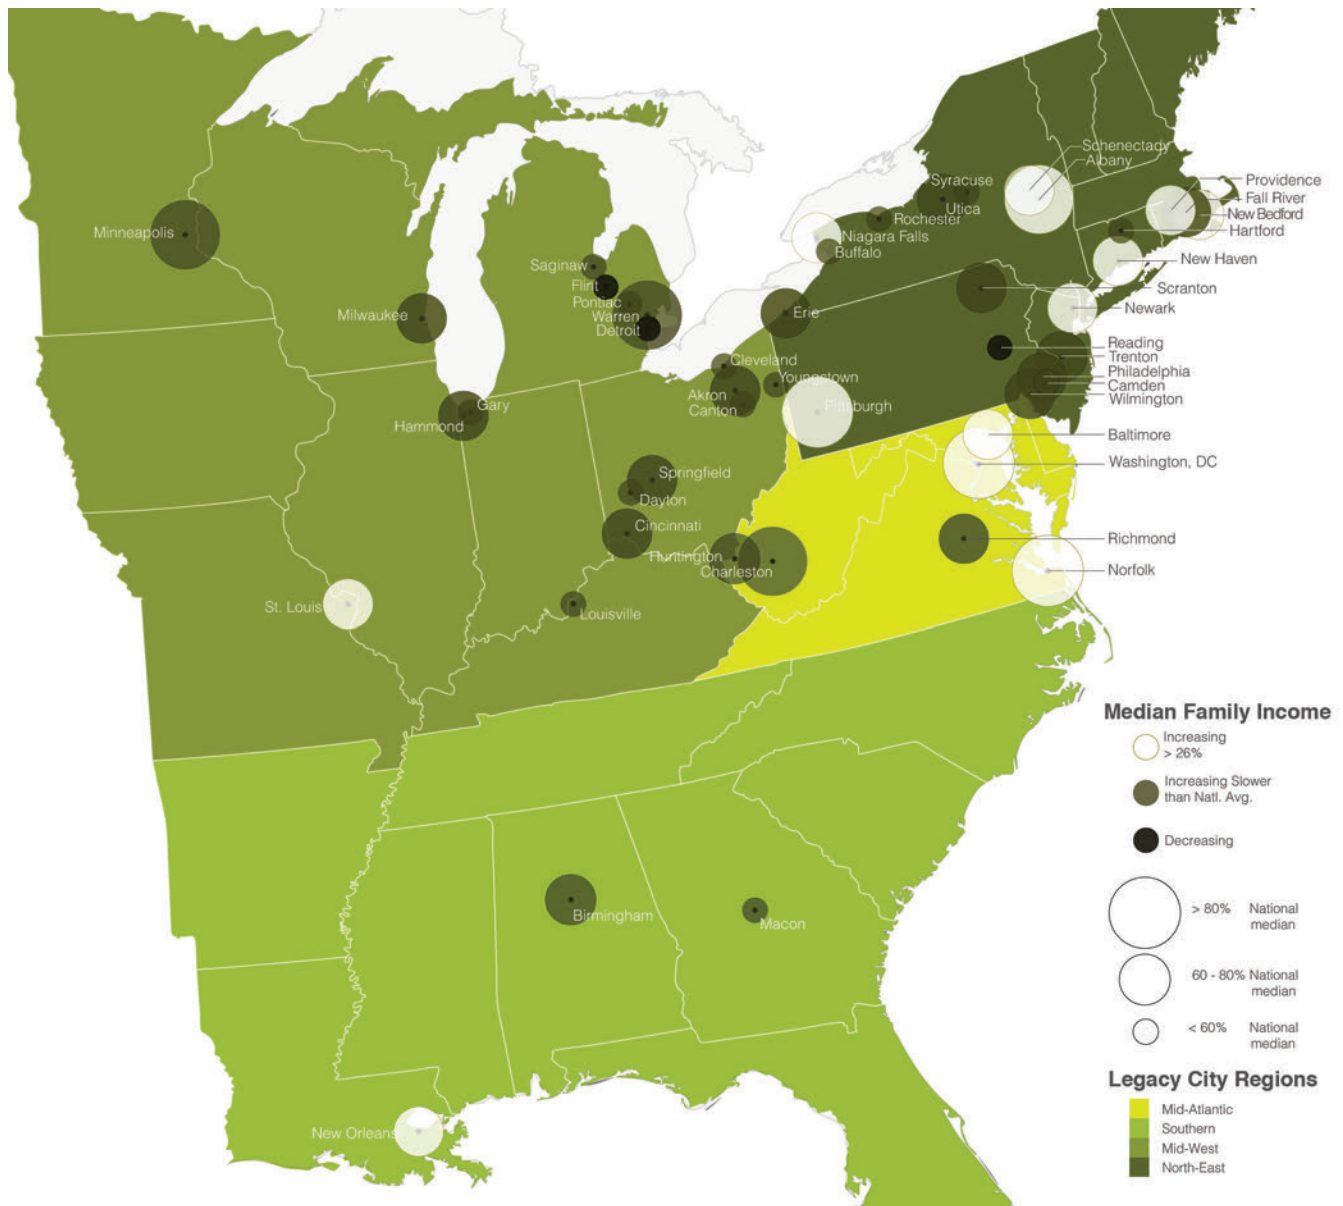 Schenectady
Albany
Syracuse
Utica
Rochester
Niagara Falls
Buffalo
Providence
Fall River
New Bedford
Hartford
New Haven
Scranton
Newark
Minneapolis
Milwaukee
Saginaw
Flint
Pontiac
Warren
Detroit
Erie
Reading
Trenton
Philadelphia
Camden
Wilmington
Cleveland
Youngstown
Akron
Canton
Pittsburgh
Gary
Hammond
Baltimore
Washington, DC
Springfield
Dayton
Cincinnati
Huntington
Charleston
Richmond
Norfolk
St. Louis
Louisville
Birmingham
Macon
New Orleans
Median Family Income
Increasing
> 26%
Increasing Slower
than Natl. Avg.
Decreasing
> 80% National
median
60 - 80% National
median
< 60% National
median
Legacy City Regions
Mid-Atlantic
Southern
Mid-West
North-East